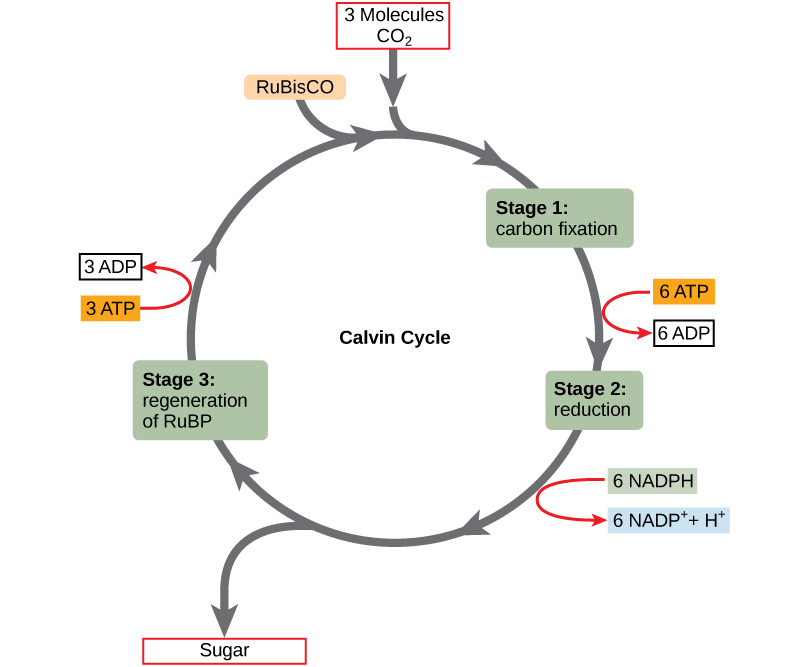 3 Molecules
CO₂
RuBisCO
Stage 1:
carbon fixation
3 ADP
3 ATP
6 ATP
6 ADP
Calvin Cycle
Stage 3:
regeneration
of RuBP
Stage 2:
reduction
6 NADPH
6 NADP⁺+ H⁺
Sugar